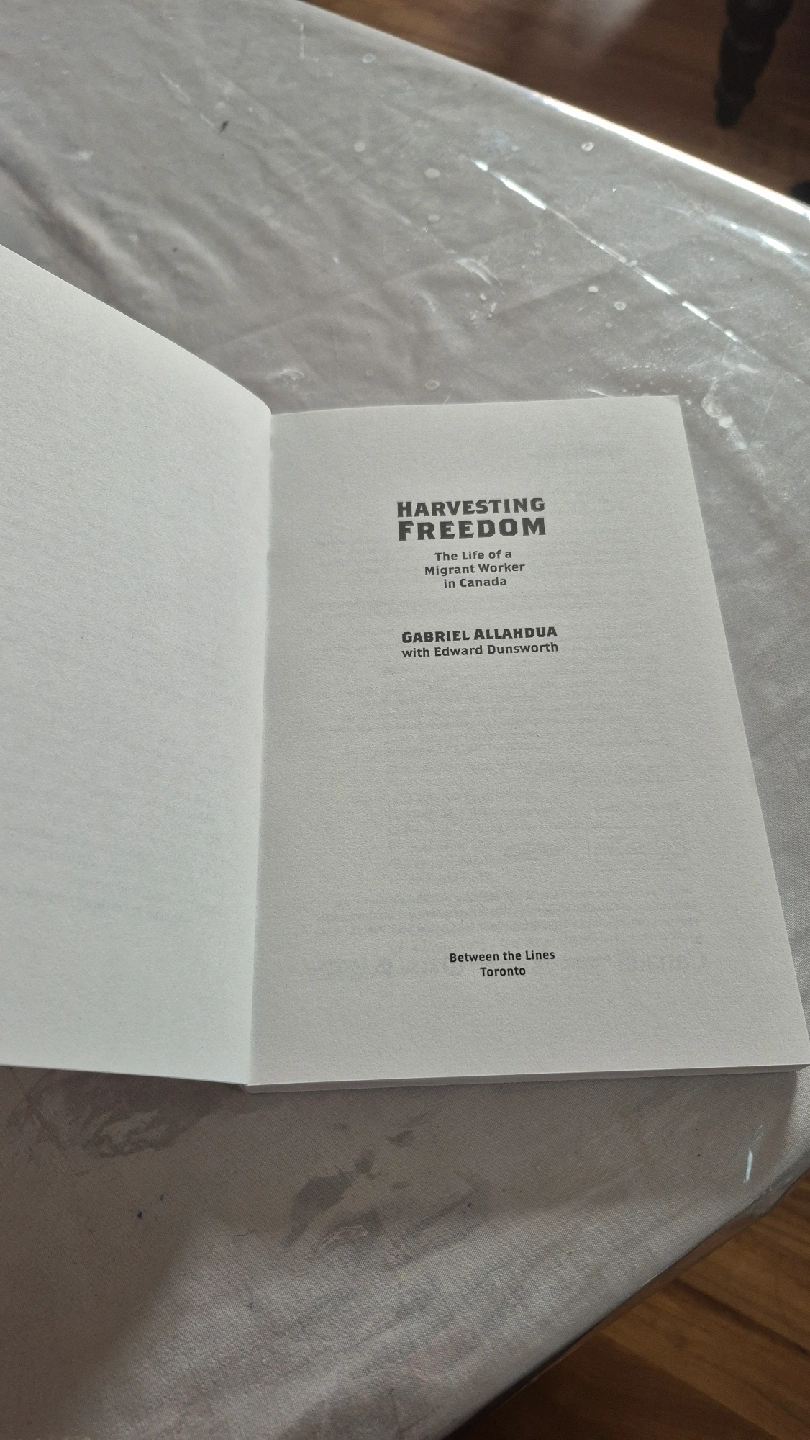 HARVESTING
FREEDOM
The Life of a
Migrant Worker
in Canada
GABRIEL ALLAHDUA
with Edward Dunsworth
Between the Lines
Toronto